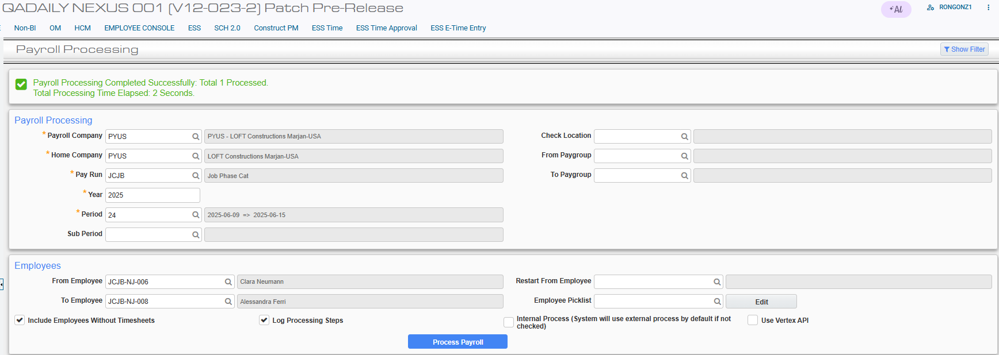 QADAILY NEXUS 001 (V12-023-2) Patch Pre-Release
AI
RONGONZ1
Non-BI OM HCM EMPLOYEE CONSOLE ESS SCH 2.0 Construct PM ESS Time ESS Time Approval ESS E-Time Entry
Payroll Processing
Show Filter
Payroll Processing Completed Successfully: Total 1 Processed.
Total Processing Time Elapsed: 2 Seconds.
Payroll Processing
* Payroll Company PYUS PYUS - LOFT Constructions Marjan-USA Check Location
* Home Company PYUS LOFT Constructions Marjan-USA From Paygroup
* Pay Run JCJB Job Phase Cat To Paygroup
* Year 2025
* Period 24 2025-06-09 => 2025-06-15
Sub Period
Employees
From Employee JCJB-NJ-006 Clara Neumann Restart From Employee
To Employee JCJB-NJ-008 Alessandra Ferri Employee Picklist Edit
Include Employees Without Timesheets Log Processing Steps Internal Process (System will use external process by default if not
checked) Use Vertex API
Process Payroll